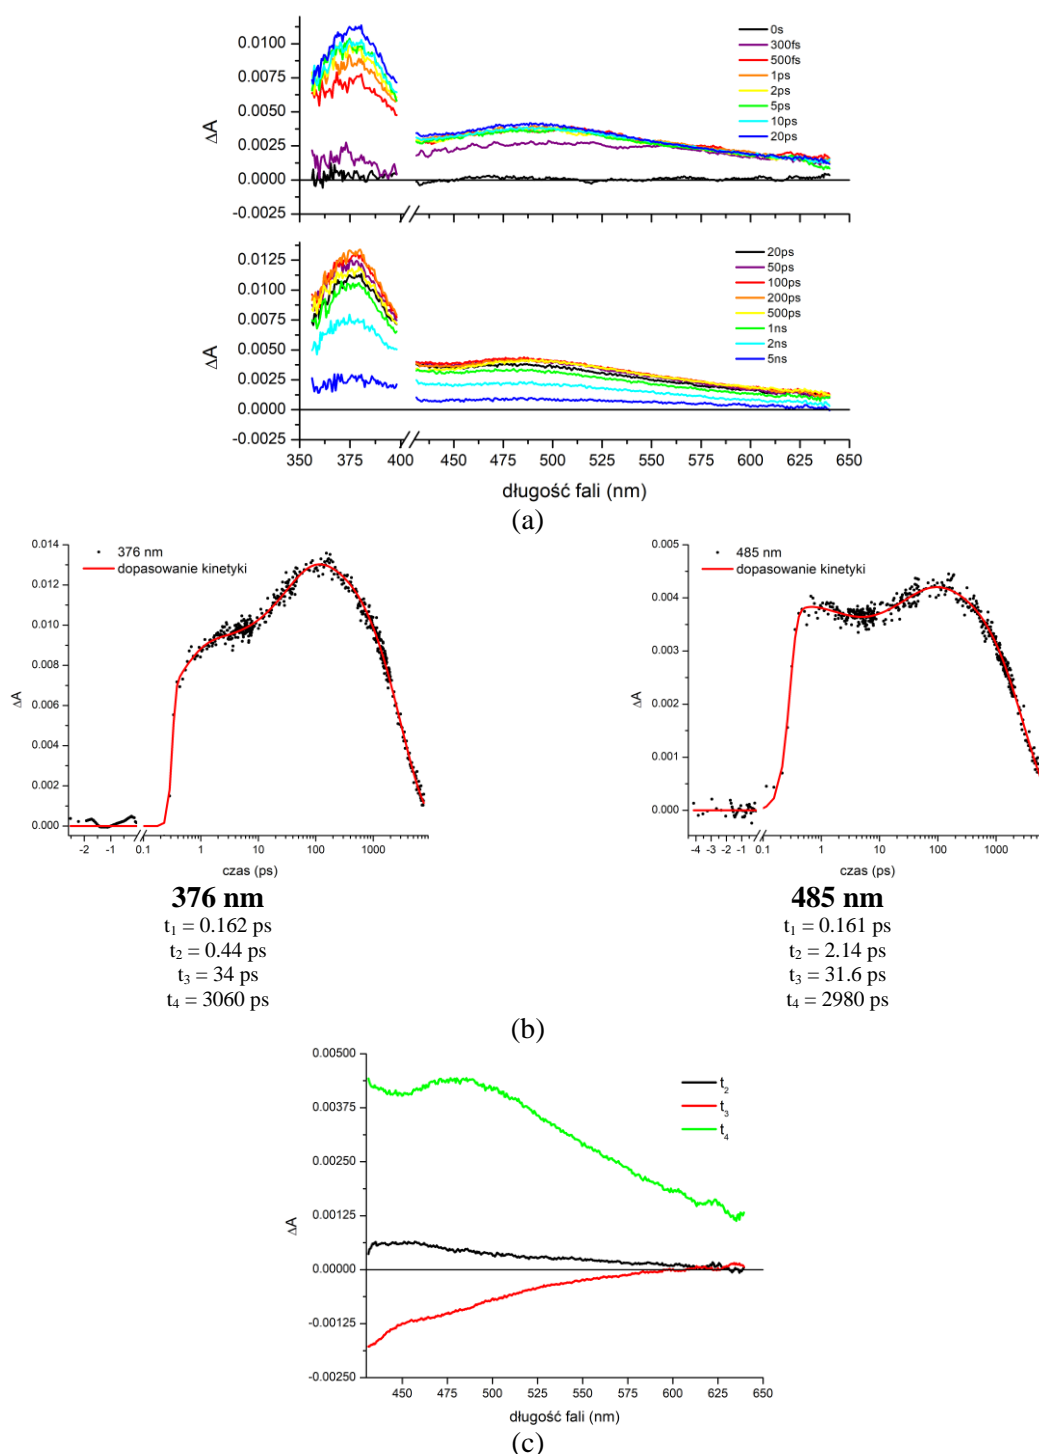 0.0100
0.0075
0.0050
0.0025
0.0000
-0.0025
ΔA
0s
300fs
500fs
1ps
2ps
5ps
10ps
20ps
0.0125
0.0100
0.0075
0.0050
0.0025
0.0000
-0.0025
ΔA
20ps
50ps
100ps
200ps
500ps
1ns
2ns
5ns
350 375 400 450 475 500 525 550 575 600 625 650
długość fali (nm)
(a)
0.014
0.012
0.010
0.008
0.006
0.004
0.002
0.000
ΔA
376 nm
dopasowanie kinetyki
-2 -1 0.1 1 10 100 1000
czas (ps)
0.005
0.004
0.003
0.002
0.001
0.000
ΔA
485 nm
dopasowanie kinetyki
-4 -3 -2 -1 0.1 1 10 100 1000
czas (ps)
376 nm
t₁ = 0.162 ps
t₂ = 0.44 ps
t₃ = 34 ps
t₄ = 3060 ps
485 nm
t₁ = 0.161 ps
t₂ = 2.14 ps
t₃ = 31.6 ps
t₄ = 2980 ps
(b)
0.00500
0.00375
0.00250
0.00125
0.00000
-0.00125
-0.00250
ΔA
t₂
t₃
t₄
450 475 500 525 550 575 600 625 650
długość fali (nm)
(c)